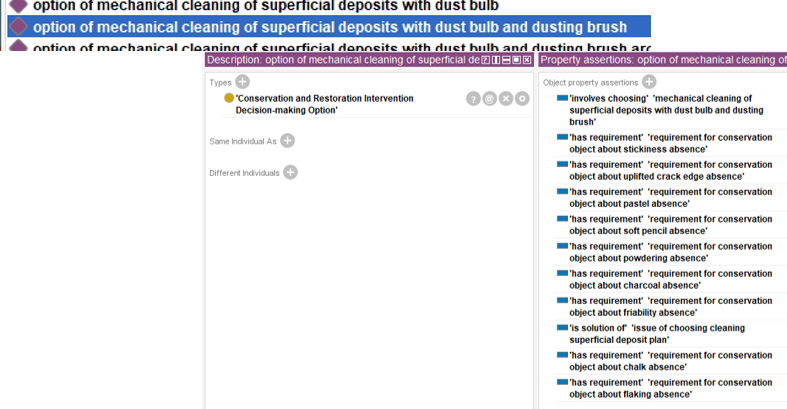 option of mechanical cleaning of superficial deposits with dust bulb
option of mechanical cleaning of superficial deposits with dust bulb and dusting brush
option of mechanical cleaning of superficial deposits with dust bulb and dusting brush
Description: option of mechanical cleaning of superficial de
Types
'Conservation and Restoration Intervention
Decision-making Option'
Same Individual As
Different Individuals
Property assertions: option of mechanical cleaning of
Object property assertions
'involves choosing' 'mechanical cleaning of
superficial deposits with dust bulb and dusting
brush'
'has requirement' 'requirement for conservation
object about stickiness absence'
'has requirement' 'requirement for conservation
object about uplifted crack edge absence'
'has requirement' 'requirement for conservation
object about pastel absence'
'has requirement' 'requirement for conservation
object about soft pencil absence'
'has requirement' 'requirement for conservation
object about powdering absence'
'has requirement' 'requirement for conservation
object about charcoal absence'
'has requirement' 'requirement for conservation
object about friability absence'
'is solution of' 'issue of choosing cleaning
superficial deposit plan'
'has requirement' 'requirement for conservation
object about chalk absence'
'has requirement' 'requirement for conservation
object about flaking absence'